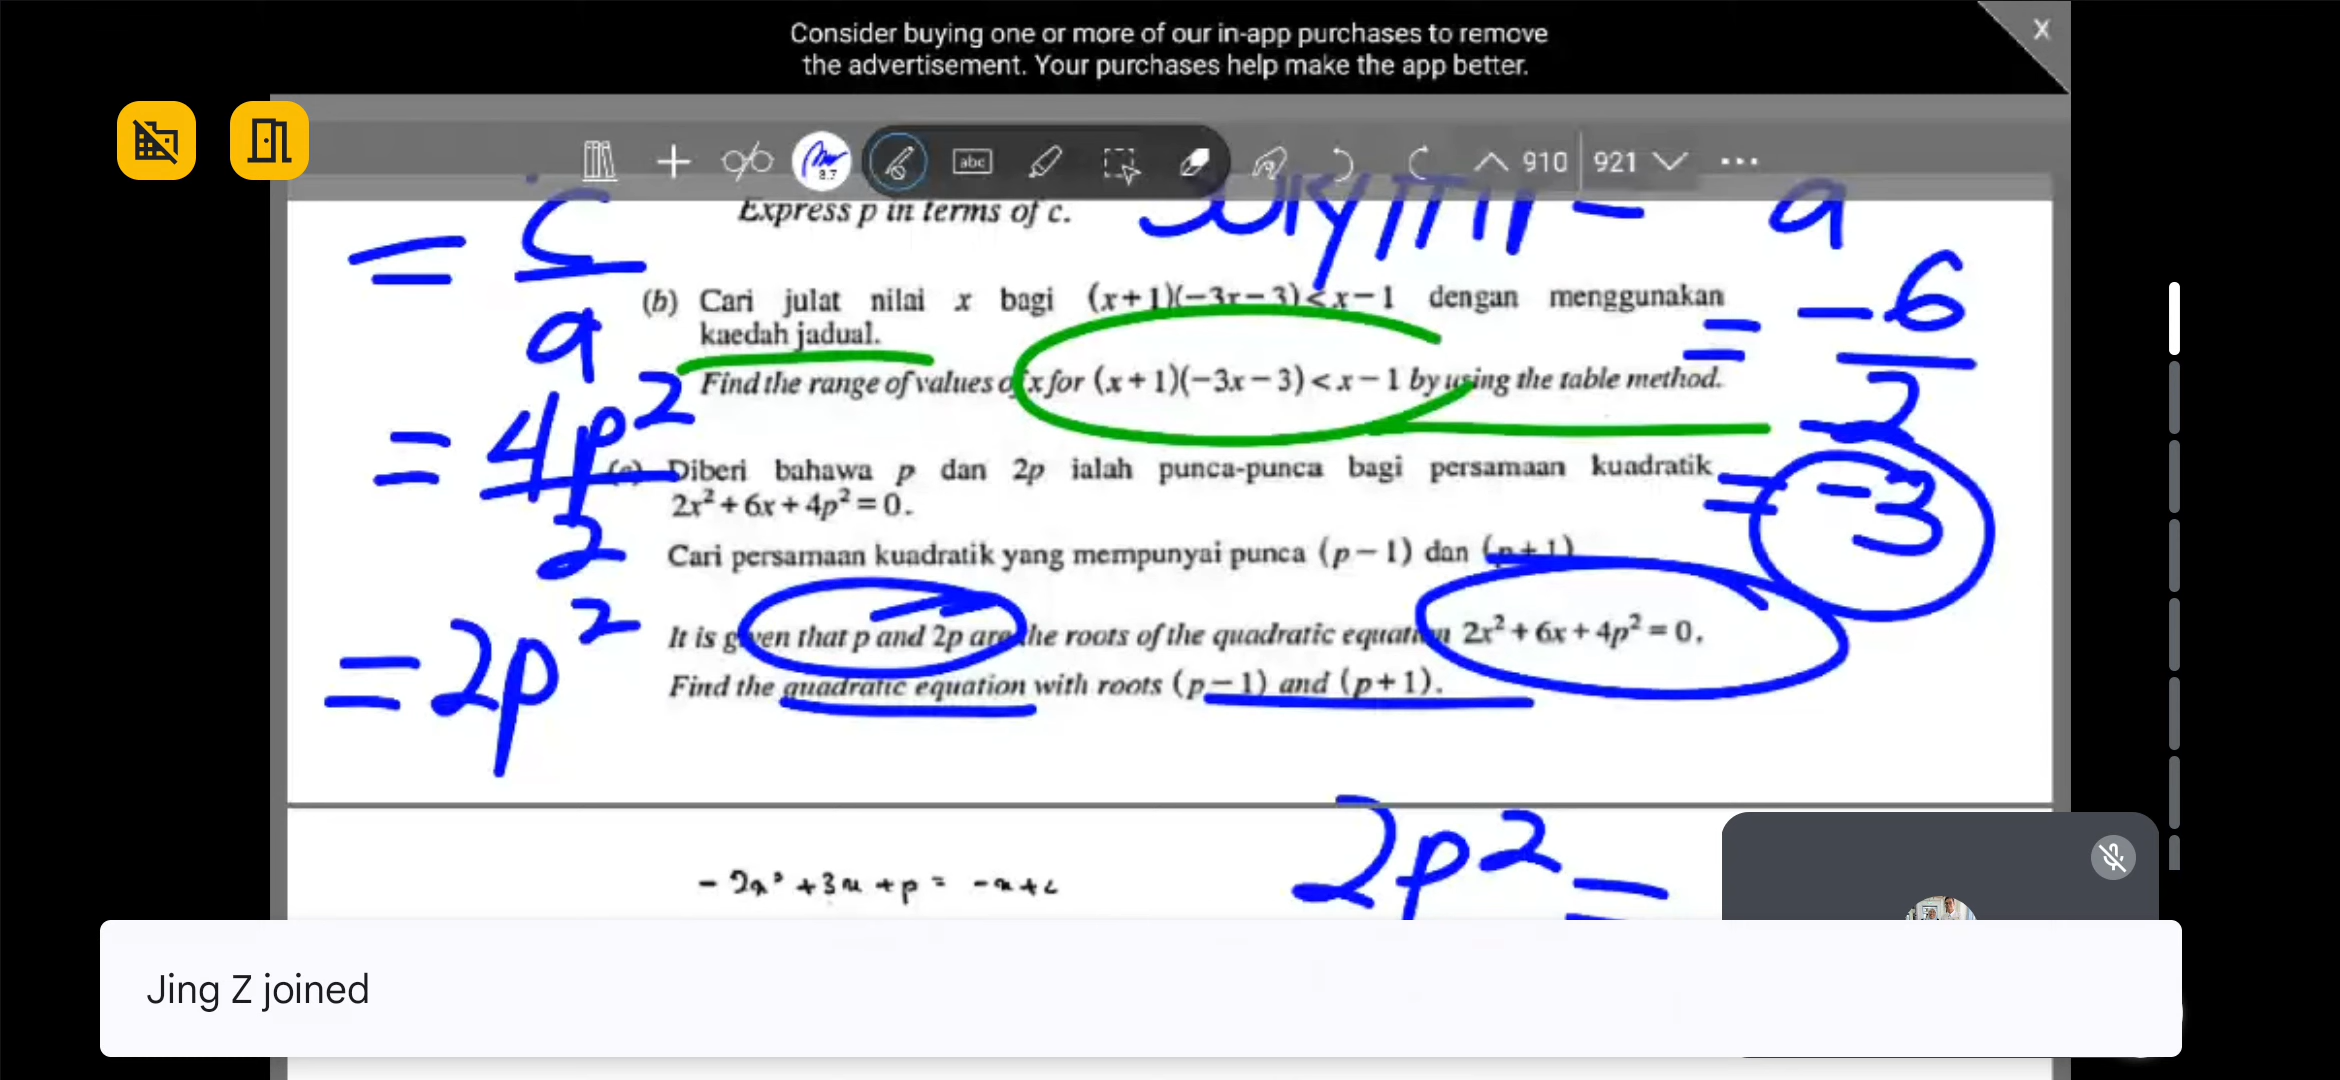 Consider buying one or more of our in-app purchases to remove
the advertisement. Your purchases help make the app better.
X
abc
8.7
910
921
Express p in terms of c.
= c/a
= 4p²/2
= 2p²
= -6/2
= -3
(b) Cari julat nilai x bagi (x+1)(−3x−3)<x−1 dengan menggunakan
kaedah jadual.
Find the range of values of x for (x+1)(−3x−3)<x−1 by using the table method.
(c) Diberi bahawa p dan 2p ialah punca-punca bagi persamaan kuadratik
2x²+6x+4p²=0.
Cari persamaan kuadratik yang mempunyai punca (p−1) dan (p+1)
It is given that p and 2p are the roots of the quadratic equation 2x²+6x+4p²=0.
Find the quadratic equation with roots (p−1) and (p+1).
2p² =
-2x²+3x+p = -x+c
Jing Z joined